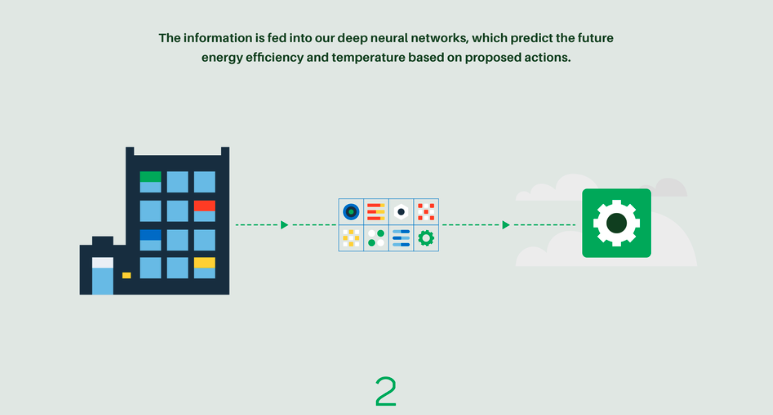 The information is fed into our deep neural networks, which predict the future
energy efficiency and temperature based on proposed actions.
2